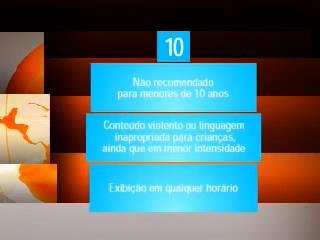 10
Não recomendado
para menores de 10 anos
Conteúdo violento ou linguagem
inapropriada para crianças,
ainda que em menor intensidade
Exibição em qualquer horário